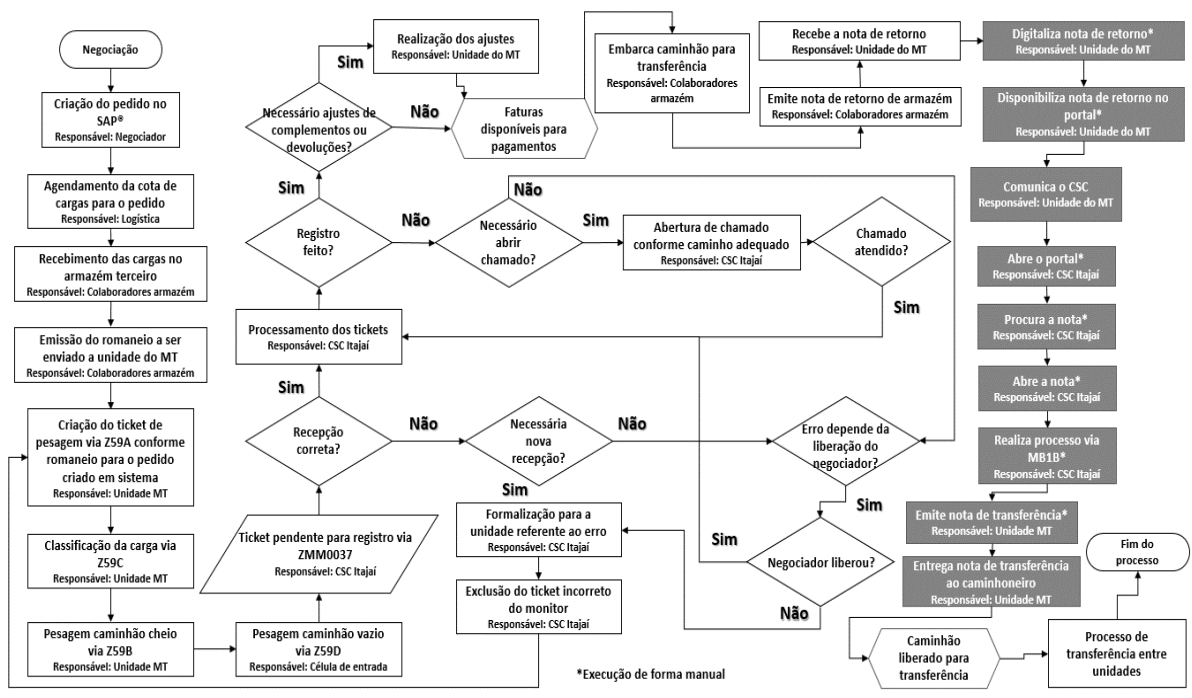 Negociação
Criação do pedido no
SAP®
Responsável: Negociador
Agendamento da cota de
cargas para o pedido
Responsável: Logística
Recebimento das cargas no
armazém terceiro
Responsável: Colaboradores armazém
Emissão do romaneio a ser
enviado a unidade do MT
Responsável: Colaboradores armazém
Criação do ticket de
pesagem via Z59A conforme
romaneio para o pedido
criado em sistema
Responsável: Unidade MT
Classificação da carga via
Z59C
Responsável: Unidade MT
Pesagem caminhão cheio
via Z59B
Responsável: Unidade MT
Pesagem caminhão vazio
via Z59D
Responsável: Célula de entrada
Ticket pendente para registro via
ZMM0037
Responsável: CSC Itajaí
Recepção
correta?
Sim
Não
Necessária
nova
recepção?
Sim
Não
Processamento dos tickets
Responsável: CSC Itajaí
Registro
feito?
Sim
Não
Necessário ajustes de
complementos ou
devoluções?
Sim
Não
Realização dos ajustes
Responsável: Unidade do MT
Faturas
disponíveis para
pagamentos
Necessário
abrir
chamado?
Não
Sim
Abertura de chamado
conforme caminho adequado
Responsável: CSC Itajaí
Chamado
atendido?
Sim
Erro depende da
liberação do
negociador?
Sim
Negociador liberou?
Sim
Não
Formalização para a
unidade referente ao erro
Responsável: CSC Itajaí
Exclusão do ticket incorreto
do monitor
Responsável: CSC Itajaí
Embarca caminhão para
transferência
Responsável: Colaboradores
armazém
Emite nota de retorno de armazém
Responsável: Colaboradores armazém
Recebe a nota de retorno
Responsável: Unidade do MT
Digitaliza nota de retorno*
Responsável: Unidade do MT
Disponibiliza nota de retorno no
portal*
Responsável: Unidade do MT
Comunica o CSC
Responsável: Unidade do MT
Abre o portal*
Responsável: CSC Itajaí
Procura a nota*
Responsável: CSC Itajaí
Abre a nota*
Responsável: CSC Itajaí
Realiza processo via
MB1B*
Responsável: CSC Itajaí
Emite nota de transferência*
Responsável: Unidade MT
Entrega nota de transferência
ao caminhoneiro
Responsável: Unidade MT
Caminhão
liberado para
transferência
Processo de
transferência entre
unidades
Fim do
processo
*Execução de forma manual